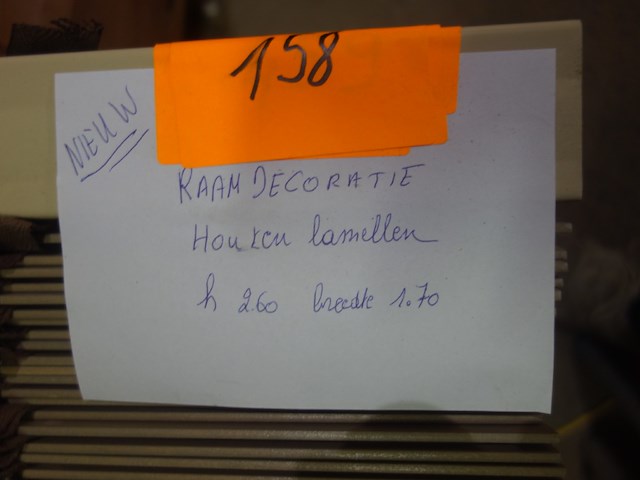 158
NIEUW
RAAMDECORATIE
Houten lamellen
h 2.60 breedte 1.70